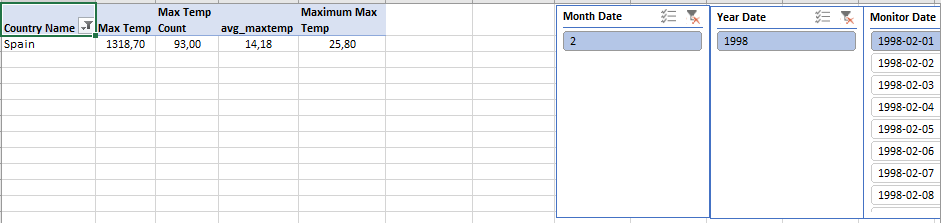 Country Name Max Temp Max Temp Count avg_maxtemp Maximum Max Temp
Spain 1318,70 93,00 14,18 25,80
Month Date
2
Year Date
1998
Monitor Date
1998-02-01
1998-02-02
1998-02-03
1998-02-04
1998-02-05
1998-02-06
1998-02-07
1998-02-08